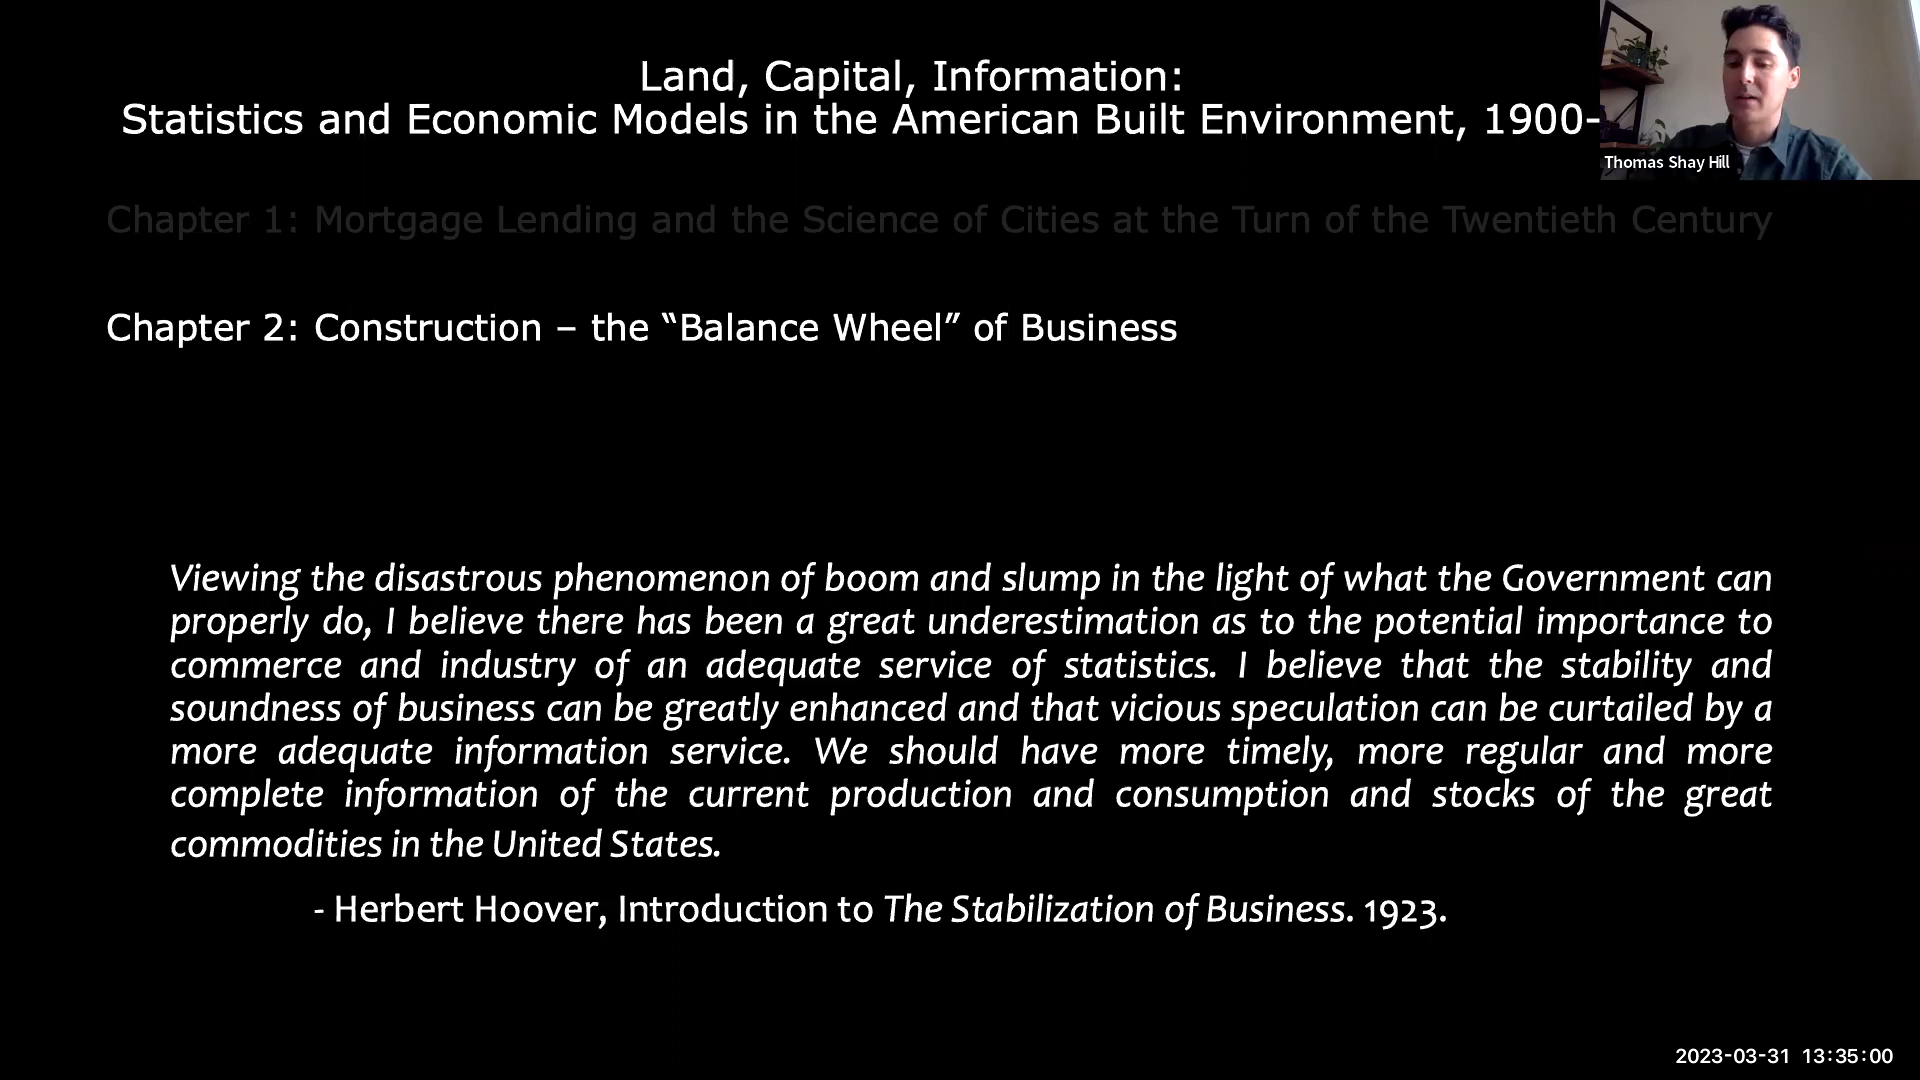 Land, Capital, Information:
Statistics and Economic Models in the American Built Environment, 1900-
Thomas Shay Hill
Chapter 1: Mortgage Lending and the Science of Cities at the Turn of the Twentieth Century
Chapter 2: Construction – the “Balance Wheel” of Business
Viewing the disastrous phenomenon of boom and slump in the light of what the Government can
properly do, I believe there has been a great underestimation as to the potential importance to
commerce and industry of an adequate service of statistics. I believe that the stability and
soundness of business can be greatly enhanced and that vicious speculation can be curtailed by a
more adequate information service. We should have more timely, more regular and more
complete information of the current production and consumption and stocks of the great
commodities in the United States.
- Herbert Hoover, Introduction to The Stabilization of Business. 1923.
2023-03-31 13:35:00